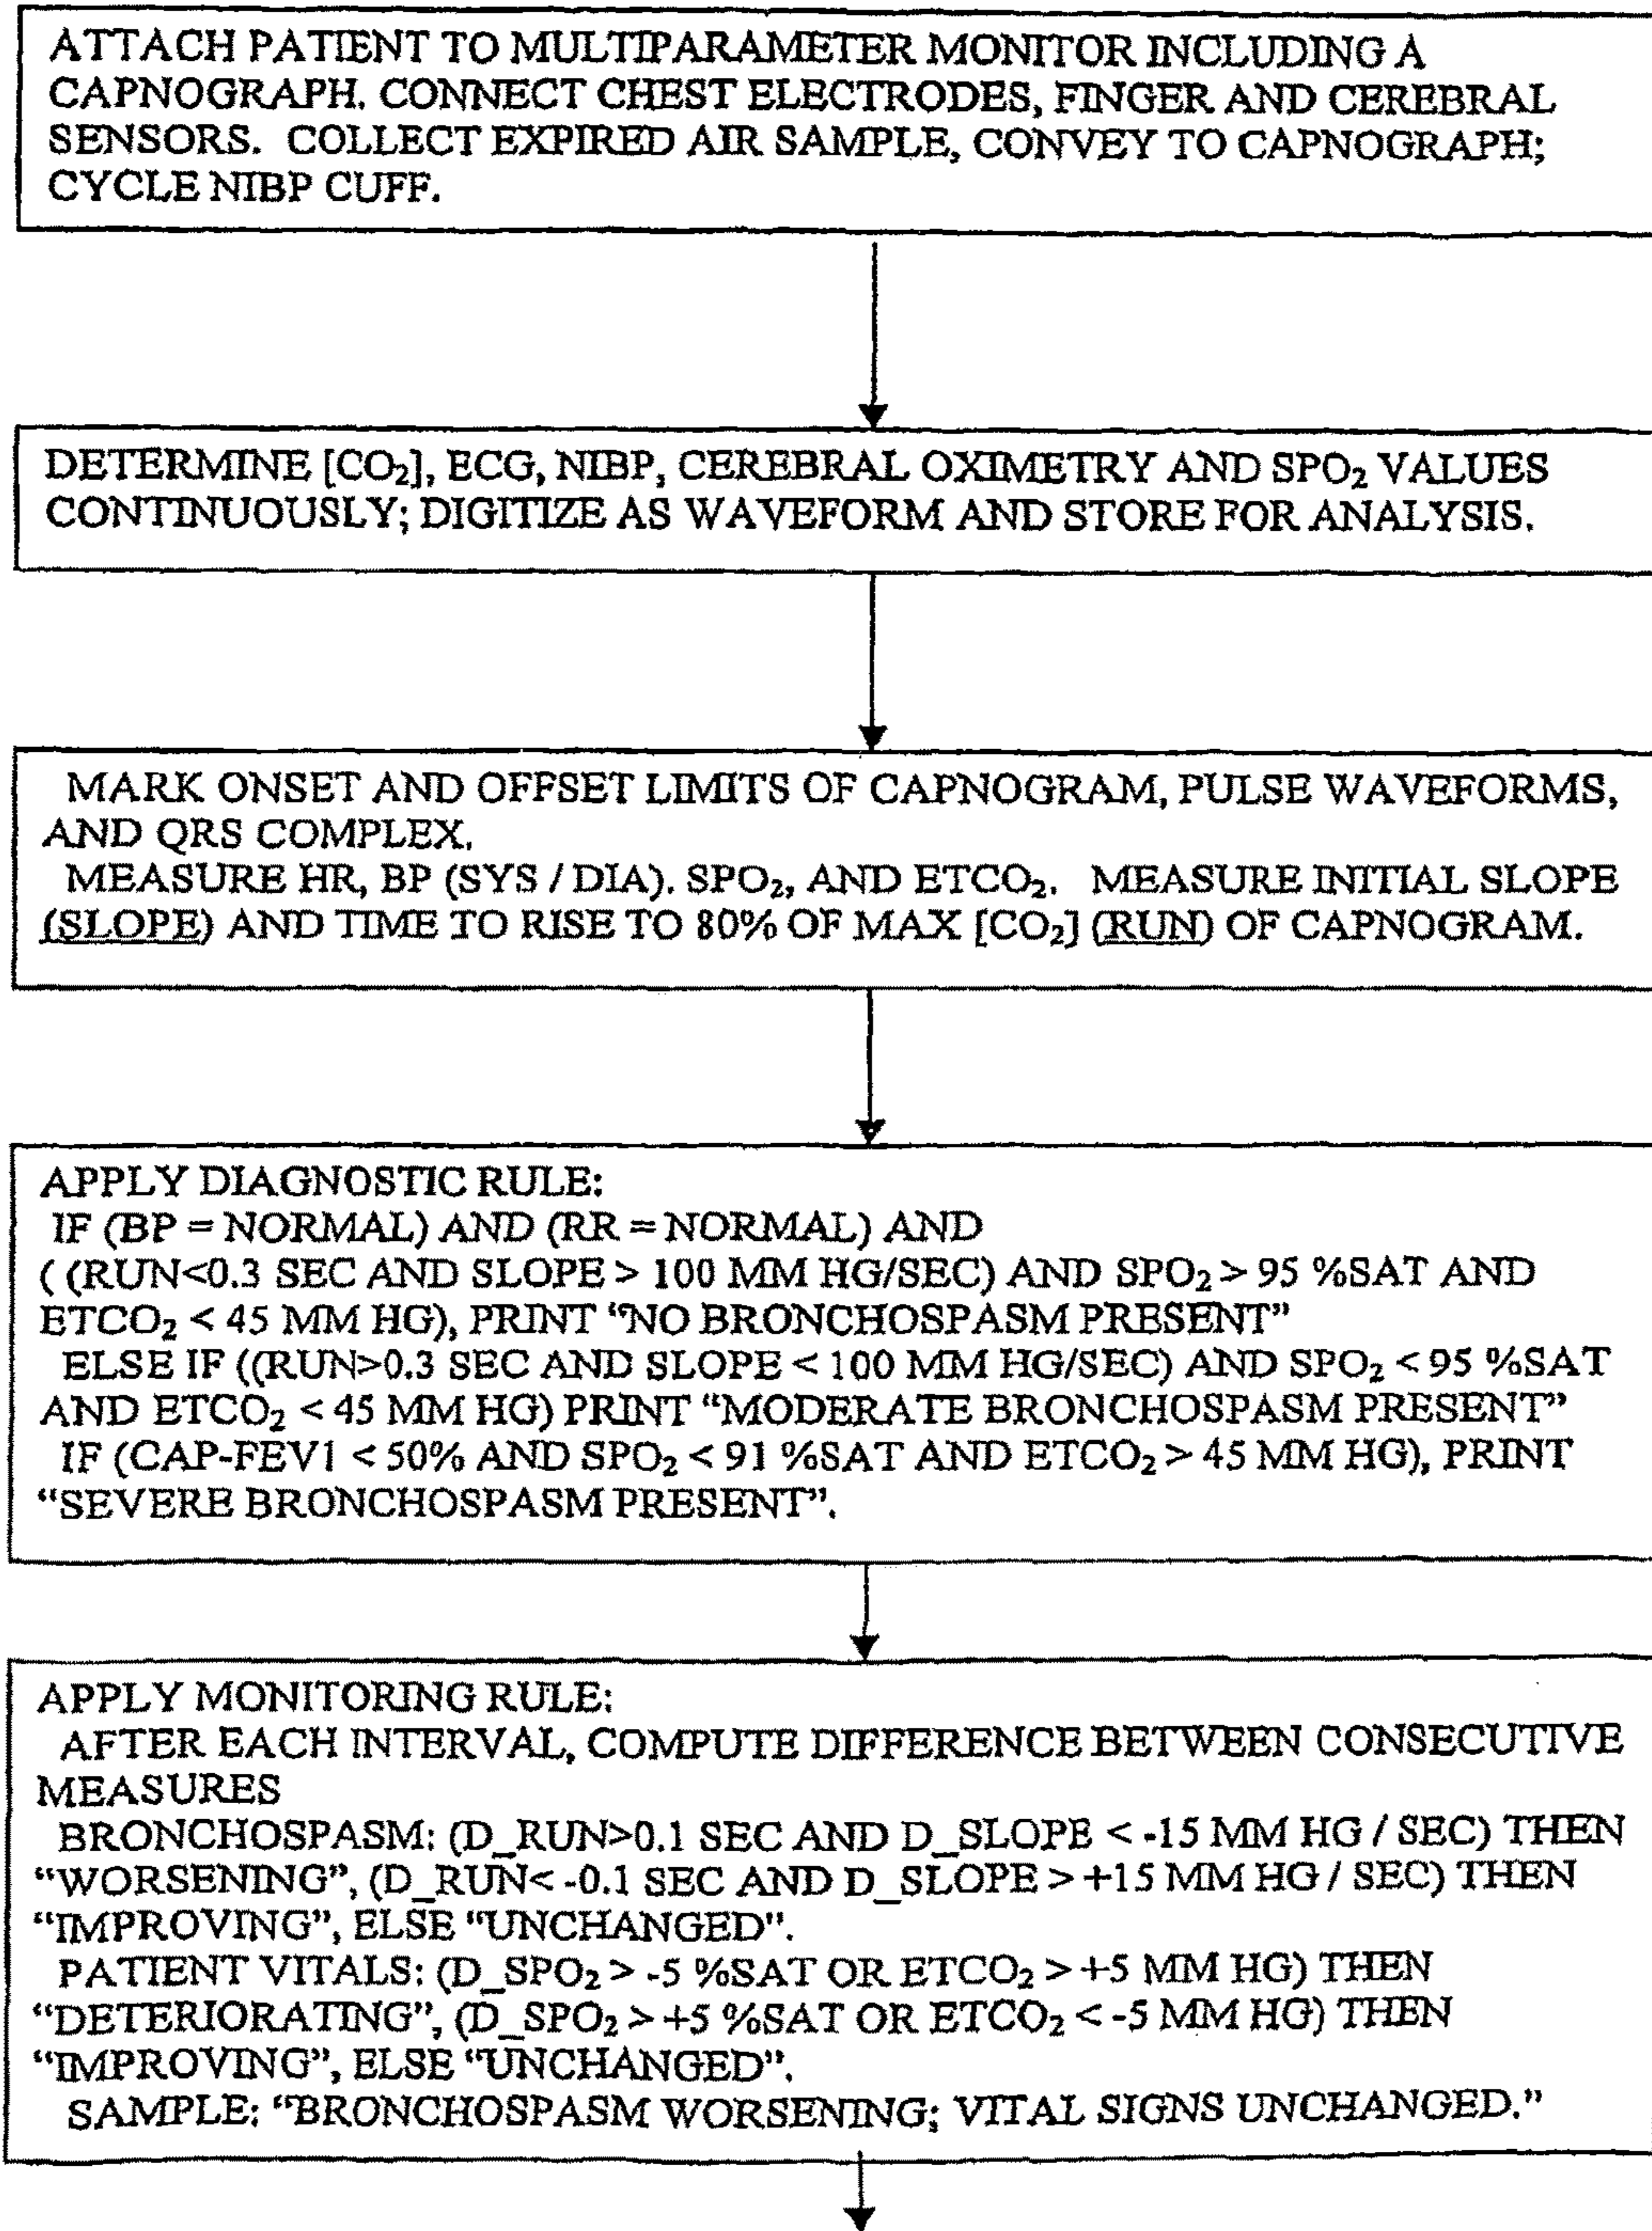 ATTACH PATIENT TO MULTIPARAMETER MONITOR INCLUDING A
CAPNOGRAPH. CONNECT CHEST ELECTRODES, FINGER AND CEREBRAL
SENSORS. COLLECT EXPIRED AIR SAMPLE, CONVEY TO CAPNOGRAPH;
CYCLE NIBP CUFF.
DETERMINE [CO₂], ECG, NIBP, CEREBRAL OXIMETRY AND SPO₂ VALUES
CONTINUOUSLY; DIGITIZE AS WAVEFORM AND STORE FOR ANALYSIS.
MARK ONSET AND OFFSET LIMITS OF CAPNOGRAM, PULSE WAVEFORMS,
AND QRS COMPLEX.
MEASURE HR, BP (SYS / DIA). SPO₂, AND ETCO₂. MEASURE INITIAL SLOPE
(SLOPE) AND TIME TO RISE TO 80% OF MAX [CO₂] (RUN) OF CAPNOGRAM.
APPLY DIAGNOSTIC RULE:
IF (BP = NORMAL) AND (RR = NORMAL) AND
( (RUN<0.3 SEC AND SLOPE > 100 MM HG/SEC) AND SPO₂ > 95 %SAT AND
ETCO₂ < 45 MM HG), PRINT “NO BRONCHOSPASM PRESENT”
ELSE IF ((RUN>0.3 SEC AND SLOPE < 100 MM HG/SEC) AND SPO₂ < 95 %SAT
AND ETCO₂ < 45 MM HG) PRINT “MODERATE BRONCHOSPASM PRESENT”
IF (CAP-FEV1 < 50% AND SPO₂ < 91 %SAT AND ETCO₂ > 45 MM HG), PRINT
“SEVERE BRONCHOSPASM PRESENT”.
APPLY MONITORING RULE:
AFTER EACH INTERVAL, COMPUTE DIFFERENCE BETWEEN CONSECUTIVE
MEASURES
BRONCHOSPASM: (D_RUN>0.1 SEC AND D_SLOPE < -15 MM HG / SEC) THEN
“WORSENING”, (D_RUN< -0.1 SEC AND D_SLOPE > +15 MM HG / SEC) THEN
“IMPROVING”, ELSE “UNCHANGED”.
PATIENT VITALS: (D_SPO₂ > -5 %SAT OR ETCO₂ > +5 MM HG) THEN
“DETERIORATING”, (D_SPO₂ > +5 %SAT OR ETCO₂ < -5 MM HG) THEN
“IMPROVING”, ELSE “UNCHANGED”.
SAMPLE: “BRONCHOSPASM WORSENING; VITAL SIGNS UNCHANGED.”